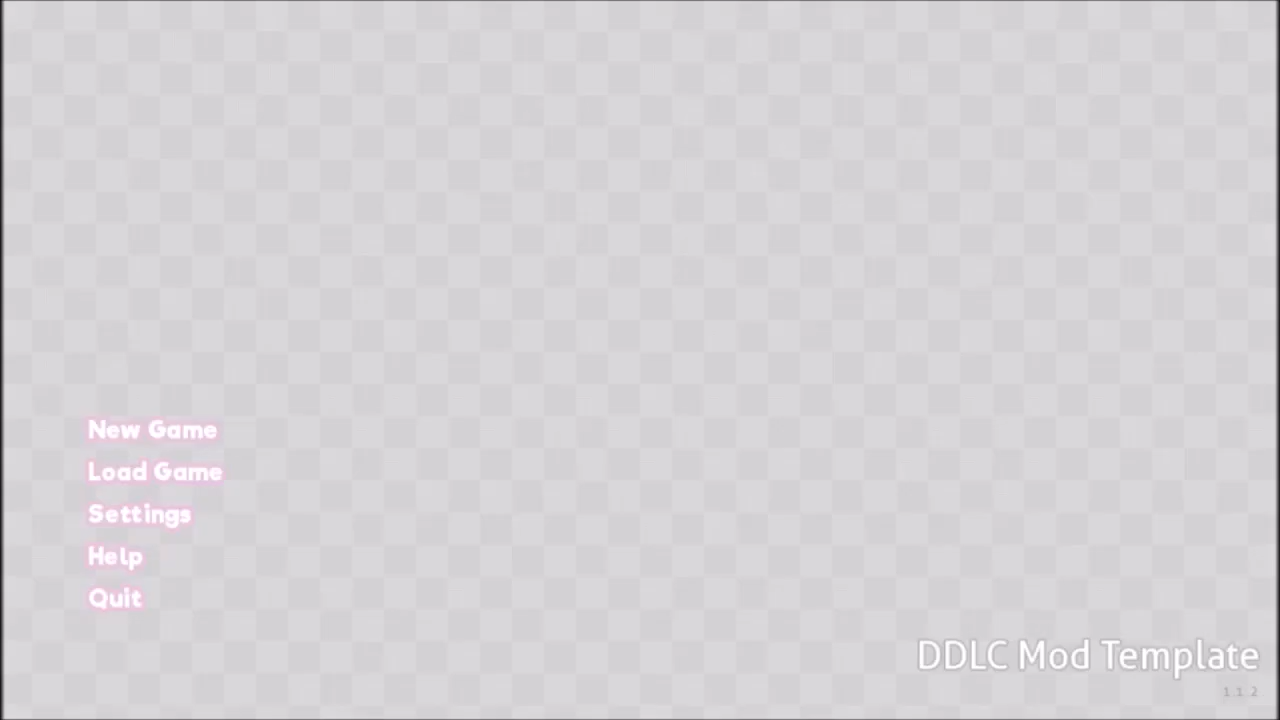 New Game
Load Game
Settings
Help
Quit
DDLC Mod Template
1.1.2